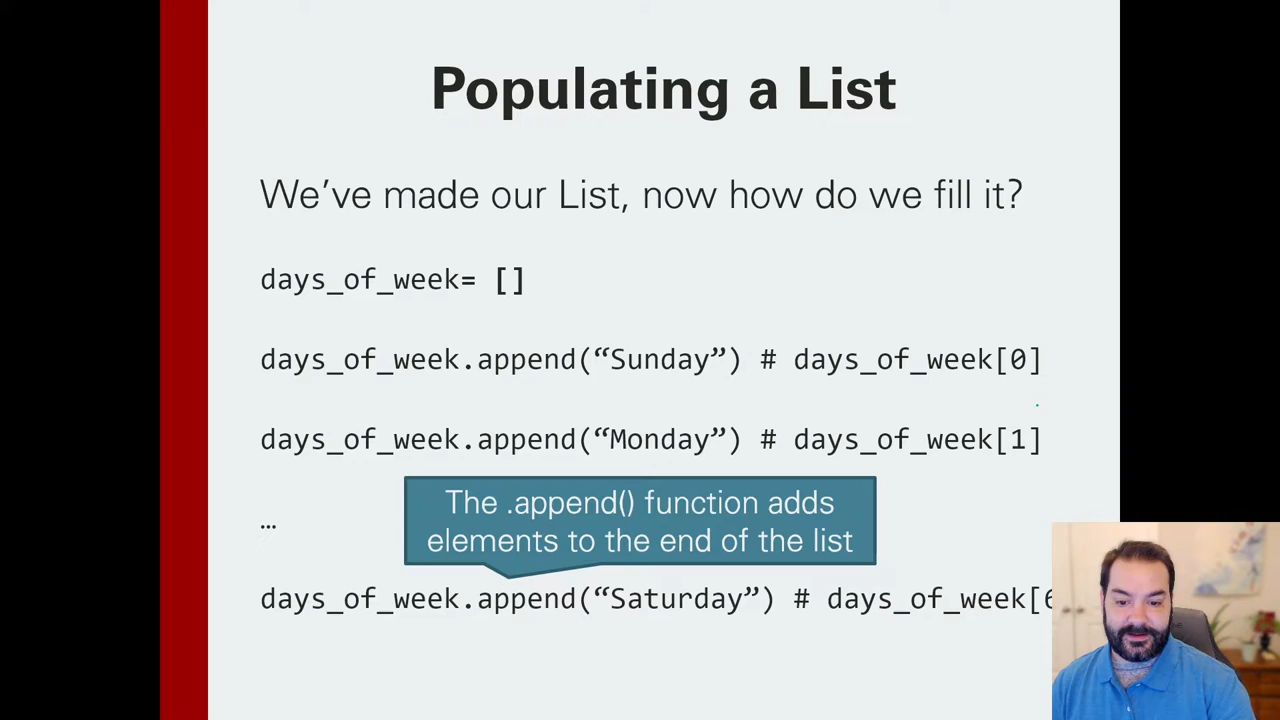 Populating a List
We’ve made our List, now how do we fill it?
days_of_week= []
days_of_week.append(“Sunday”) # days_of_week[0]
days_of_week.append(“Monday”) # days_of_week[1]
The .append() function adds
elements to the end of the list
…
days_of_week.append(“Saturday”) # days_of_week[